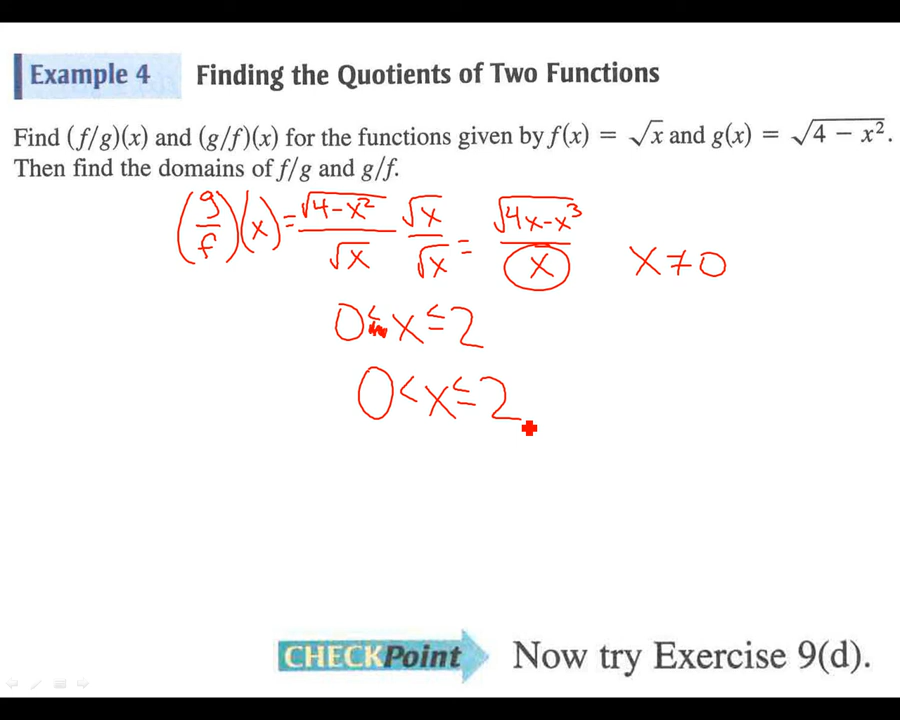 Example 4 Finding the Quotients of Two Functions
Find (f/g)(x) and (g/f)(x) for the functions given by f(x) = √x and g(x) = √(4 − x²).
Then find the domains of f/g and g/f.
(g/f)(x) = √(4-x²)/√x √x/√x = √(4x-x³)/x x≠0
0≤x≤2
0<x≤2
CHECKPoint Now try Exercise 9(d).